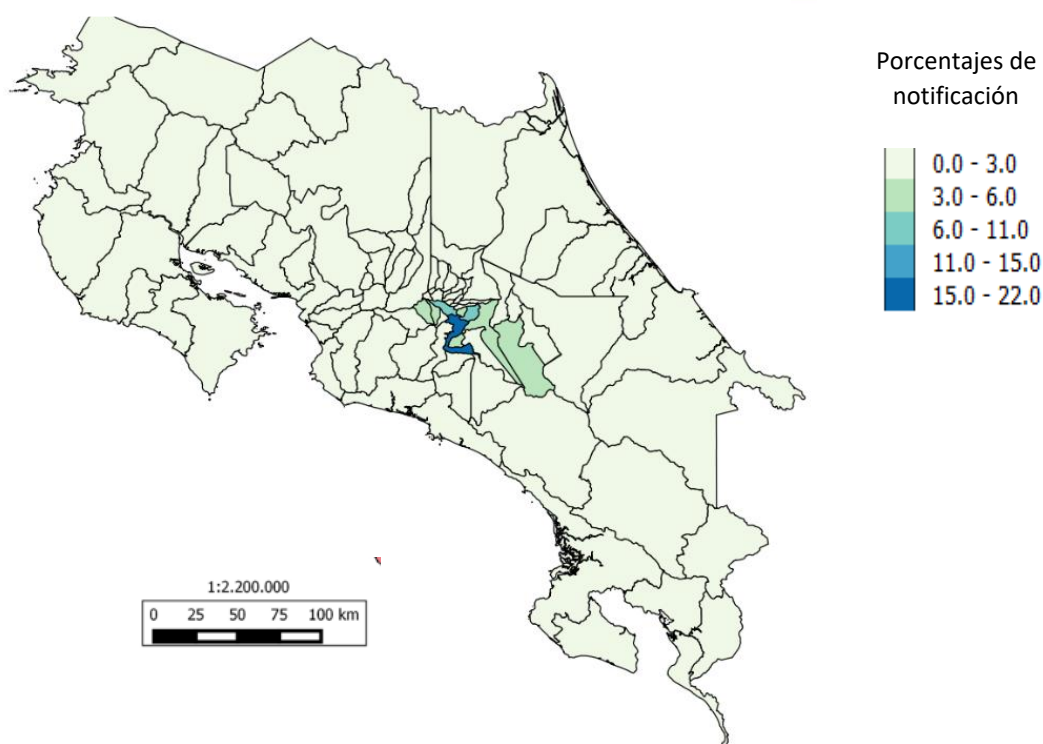 Porcentajes de
notificación
0.0 - 3.0
3.0 - 6.0
6.0 - 11.0
11.0 - 15.0
15.0 - 22.0
1:2.200.000
0 25 50 75 100 km